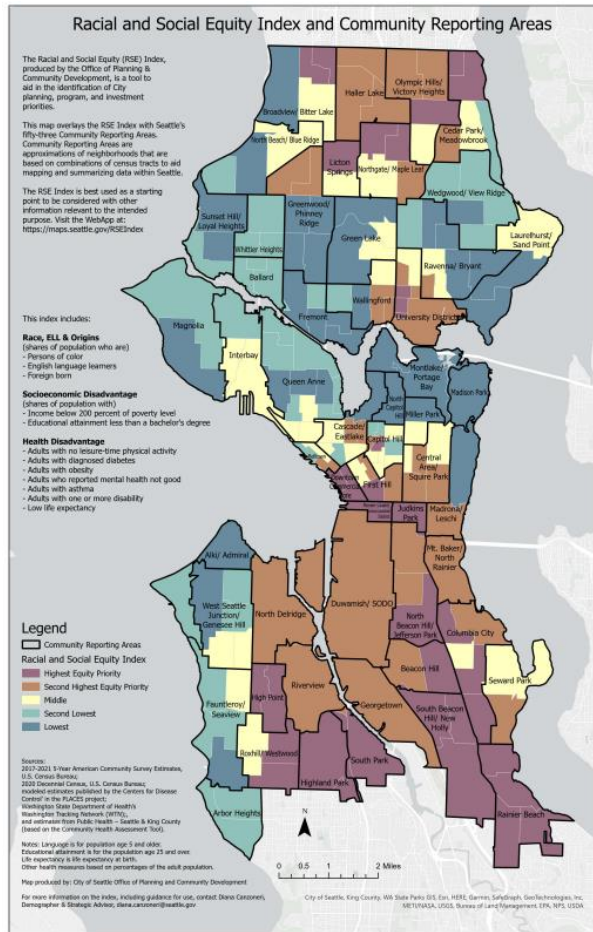 Racial and Social Equity Index and Community Reporting Areas
The Racial and Social Equity (RSE) Index,
produced by the Office of Planning &
Community Development, is a tool to
aid in the identification of City
planning, program, and investment
priorities.
This map overlays the RSE Index with Seattle's
fifty-three Community Reporting Areas.
Community Reporting Areas are
approximations of neighborhoods that are
based on combinations of census tracts to aid
mapping and summarizing data within Seattle.
The RSE Index is best used as a starting
point to be considered with other
information relevant to the intended
purpose. Visit the WebApp at:
https://maps.seattle.gov/RSEIndex
This index includes:
Race, ELL & Origins
(shares of population who are)
- Persons of color
- English language learners
- Foreign born
Socioeconomic Disadvantage
(shares of population with)
- Income below 200 percent of poverty level
- Educational attainment less than a bachelor's degree
Health Disadvantage
- Adults with no leisure-time physical activity
- Adults with diagnosed diabetes
- Adults with obesity
- Adults who reported mental health not good
- Adults with asthma
- Adults with one or more disability
- Low life expectancy
Olympic Hills/
Victory Heights
Haller Lake
Broadview/ Bitter Lake
Cedar Park/
Meadowbrook
North Beach/ Blue Ridge
Licton
Springs
Northgate/ Maple Leaf
Wedgwood/ View Ridge
Greenwood/
Phinney
Ridge
Sunset Hill/
Loyal Heights
Green Lake
Laurelhurst/
Sand Point
Whittier Heights
Ravenna/ Bryant
Ballard
Wallingford
Fremont
University District
Magnolia
Interbay
Queen Anne
Montlake/
Portage
Bay
Madison Park
North
Capitol
Hill
Miller Park
Cascade/
Eastlake
Capitol Hill
Belltown
Central
Area/
Squire Park
Downtown
Commercial
Core
First Hill
Judkins
Park
Madrona/
Leschi
Mt. Baker/
North
Rainier
Alki/ Admiral
Duwamish/ SODO
West Seattle
Junction/
Genesee Hill
North Delridge
North
Beacon Hill/
Jefferson Park
Columbia City
Beacon Hill
Seward Park
Riverview
High Point
Fauntleroy/
Seaview
Georgetown
South Beacon
Hill/ New
Holly
Roxhill/ Westwood
South Park
Highland Park
Arbor Heights
Rainier Beach
Legend
Community Reporting Areas
Racial and Social Equity Index
Highest Equity Priority
Second Highest Equity Priority
Middle
Second Lowest
Lowest
Sources:
2017-2021 5-Year American Community Survey Estimates,
U.S. Census Bureau;
2020 Decennial Census, U.S. Census Bureau;
modeled estimates published by the Centers for Disease
Control' in the PLACES project;
Washington State Department of Health's
Washington Tracking Network (WTN);,
and estimates from Public Health – Seattle & King County
(based on the Community Health Assessment Tool).
Notes: Language is for population age 5 and older.
Educational attainment is for the population age 25 and over.
Life expectancy is life expectancy at birth.
Other health measures based on percentages of the adult population.
Map produced by: City of Seattle Office of Planning and Community Development
For more information on the index, including guidance for use, contact Diana Canzoneri,
Demographer & Strategic Advisor, diana.canzoneri@seattle.gov
N
0 0.5 1 2 Miles
City of Seattle, King County, WA State Parks GIS, Esri, HERE, Garmin, SafeGraph, GeoTechnologies, Inc,
METI/NASA, USGS, Bureau of Land Management, EPA, NPS, USDA